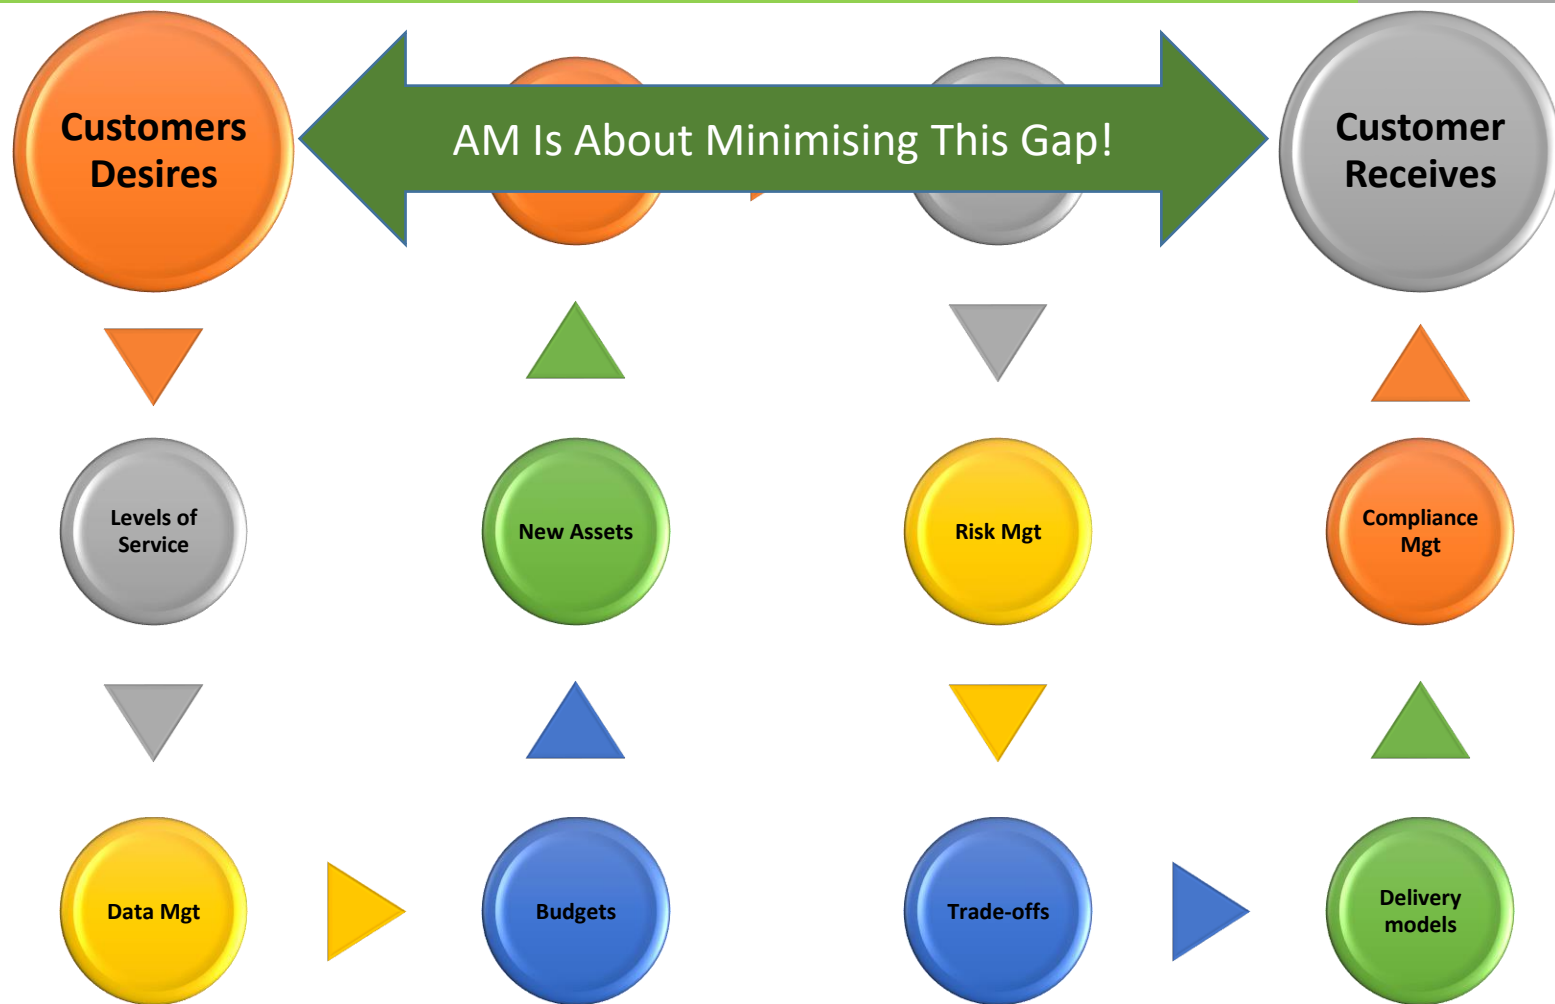 Customers
Desires
AM Is About Minimising This Gap!
Customer
Receives
Levels of
Service
New Assets
Risk Mgt
Compliance
Mgt
Data Mgt
Budgets
Trade-offs
Delivery
models